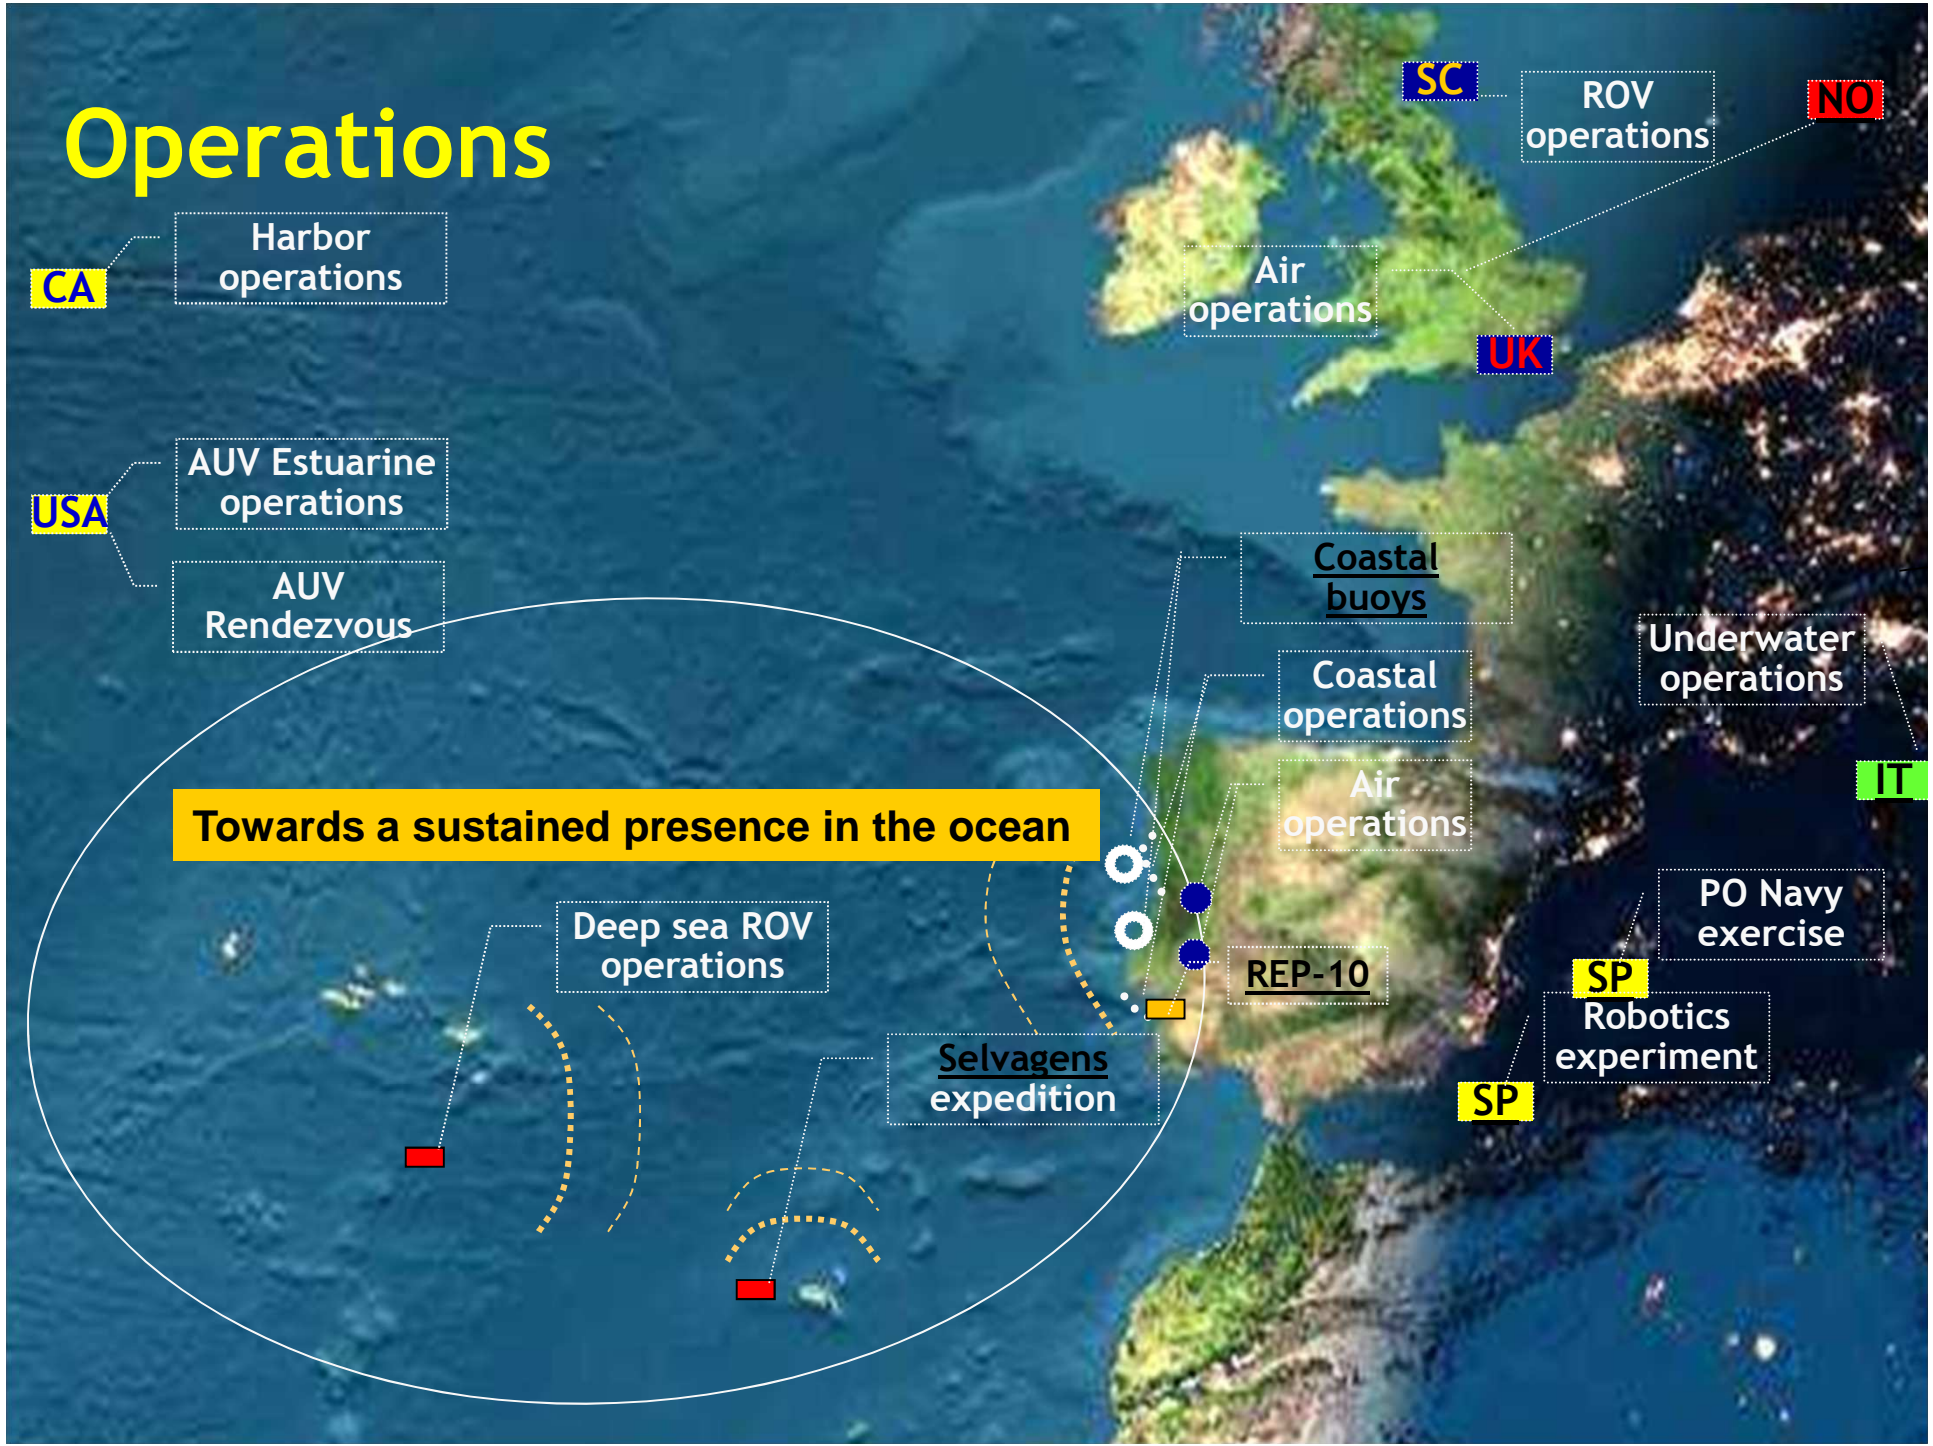 Operations
SC
ROV
operations
NO
Harbor
operations
CA
Air
operations
UK
AUV Estuarine
operations
USA
AUV
Rendezvous
Coastal
buoys
Underwater
operations
Coastal
operations
IT
Air
operations
Towards a sustained presence in the ocean
PO Navy
exercise
SP
Deep sea ROV
operations
REP-10
Robotics
experiment
SP
Selvagens
expedition